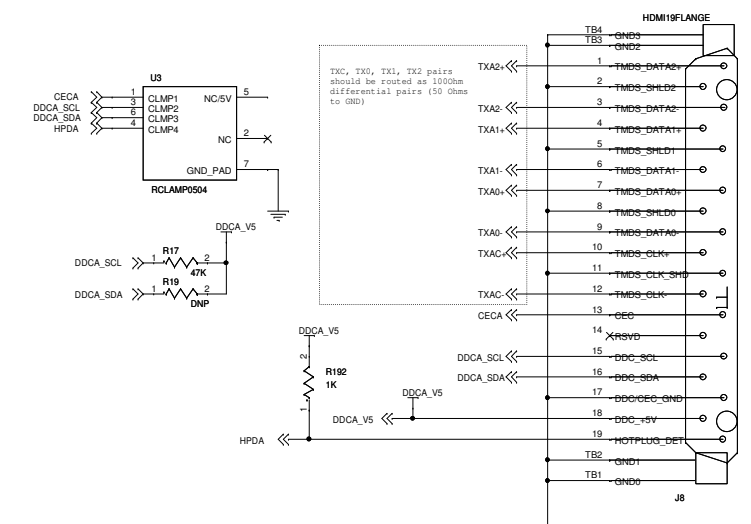 HDMI19FLANGE
TB4 GND3
TB3 GND2
TXC, TX0, TX1, TX2 pairs
should be routed as 100Ohm
differential pairs (50 Ohms
to GND)
TXA2+ 1 TMDS_DATA2+
2 TMDS_SHLD2
TXA2- 3 TMDS_DATA2-
TXA1+ 4 TMDS_DATA1+
5 TMDS_SHLD1
TXA1- 6 TMDS_DATA1-
TXA0+ 7 TMDS_DATA0+
8 TMDS_SHLD0
TXA0- 9 TMDS_DATA0-
TXAC+ 10 TMDS_CLK+
11 TMDS_CLK_SHD
TXAC- 12 TMDS_CLK-
CECA 13 CEC
14 RSVD
DDCA_SCL 15 DDC_SCL
DDCA_SDA 16 DDC_SDA
17 DDC/CEC_GND
DDCA_V5
DDCA_V5 18 DDC_+5V
HPDA 19 HOTPLUG_DET
TB2 GND1
TB1 GND0
J8
U3
CECA 1 CLMP1 NC/5V 5
DDCA_SCL 3 CLMP2
DDCA_SDA 6 CLMP3
HPDA 4 CLMP4
NC 2
GND_PAD 7
RCLAMP0504
DDCA_V5
R17
DDCA_SCL 1 2
47K
R19
DDCA_SDA 1 2
DNP
DDCA_V5
2
R192
1K
1